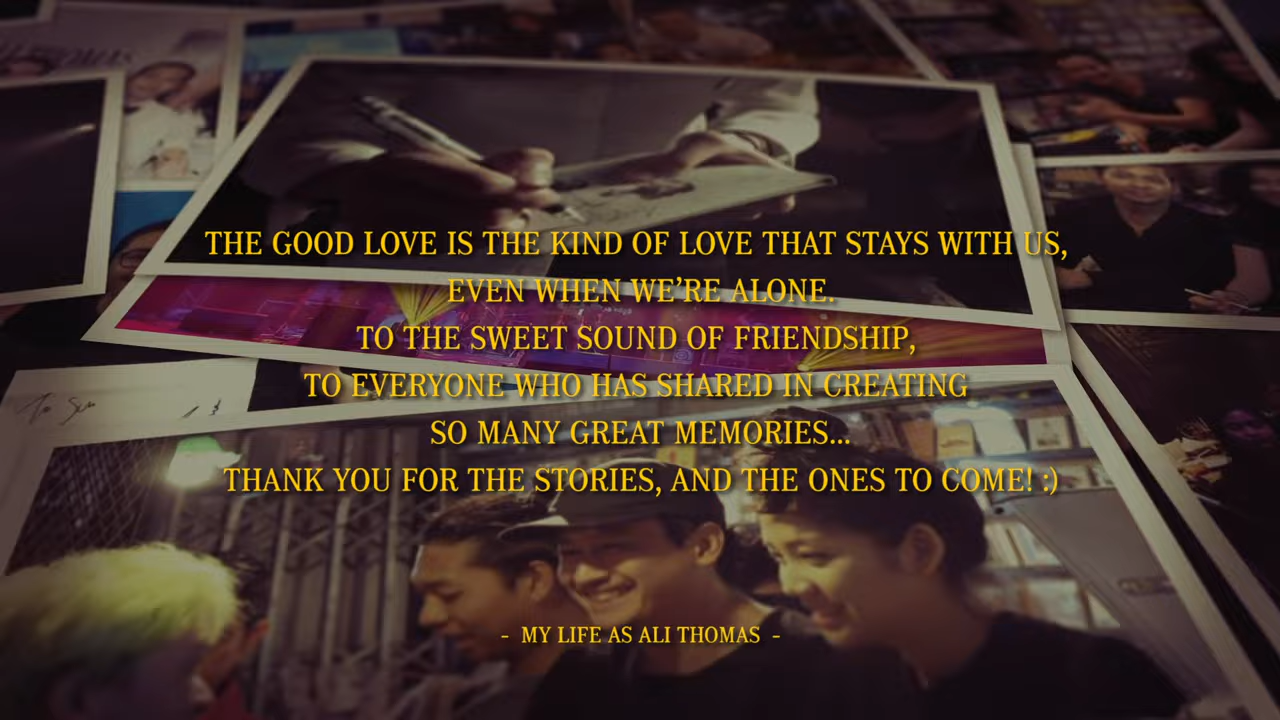 THE GOOD LOVE IS THE KIND OF LOVE THAT STAYS WITH US,
EVEN WHEN WE'RE ALONE.
TO THE SWEET SOUND OF FRIENDSHIP,
TO EVERYONE WHO HAS SHARED IN CREATING
SO MANY GREAT MEMORIES...
THANK YOU FOR THE STORIES, AND THE ONES TO COME! :)
- MY LIFE AS ALI THOMAS -